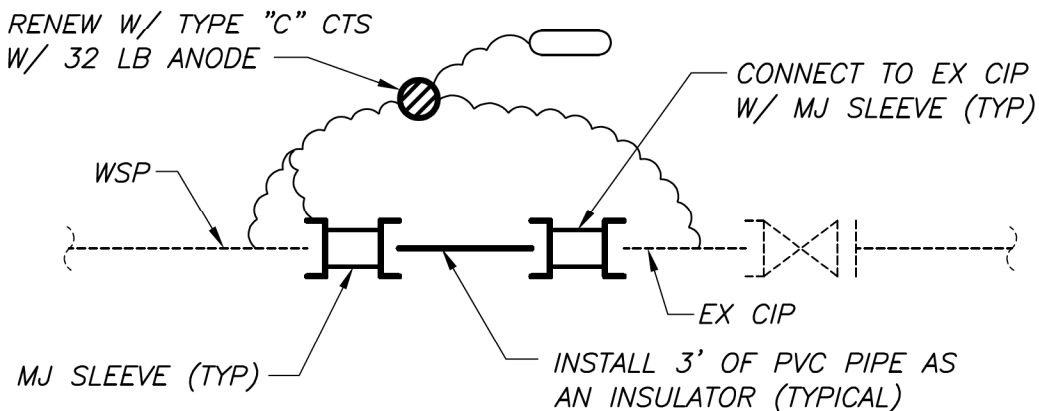 RENEW W/ TYPE "C" CTS
W/ 32 LB ANODE
CONNECT TO EX CIP
W/ MJ SLEEVE (TYP)
WSP
EX CIP
MJ SLEEVE (TYP)
INSTALL 3' OF PVC PIPE AS
AN INSULATOR (TYPICAL)